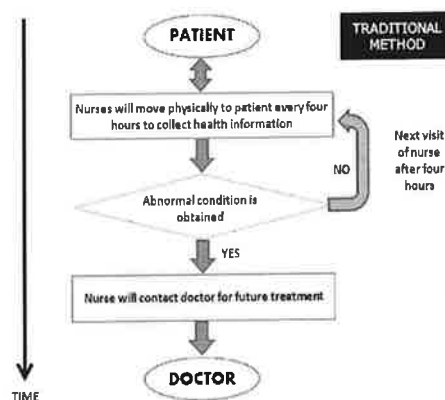 PATIENT
TRADITIONAL
METHOD
Nurses will move physically to patient every four
hours to collect health information
Next visit
of nurse
after four
hours
NO
Abnormal condition is
obtained
YES
Nurse will contact doctor for future treatment
DOCTOR
TIME